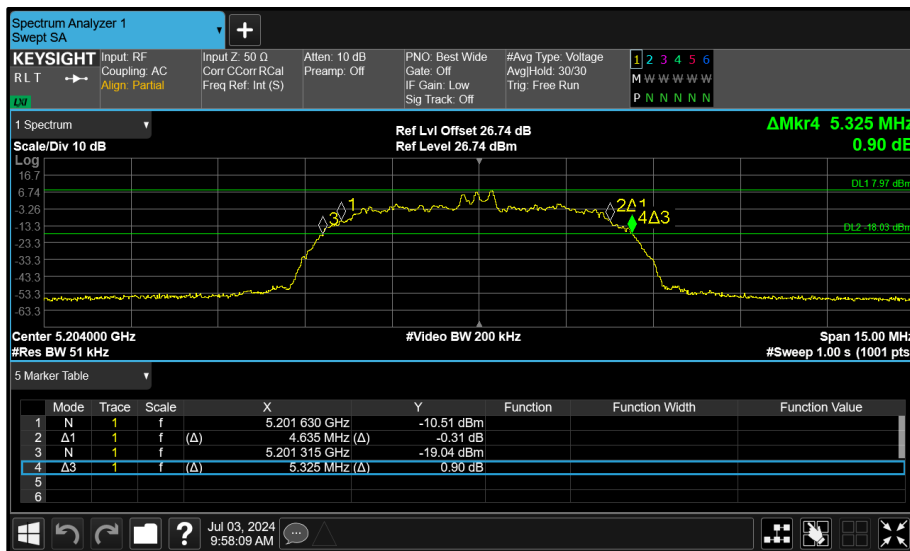 Spectrum Analyzer 1
Swept SA
KEYSIGHT
R L T
LXI
Input: RF
Coupling: AC
Align: Partial
Input Z: 50 Ω
Corr CCorr RCal
Freq Ref: Int (S)
Atten: 10 dB
Preamp: Off
PNO: Best Wide
Gate: Off
IF Gain: Low
Sig Track: Off
#Avg Type: Voltage
Avg|Hold: 30/30
Trig: Free Run
1 2 3 4 5 6
M W W W W W
P N N N N N
1 Spectrum
Scale/Div 10 dB
Ref Lvl Offset 26.74 dB
Ref Level 26.74 dBm
ΔMkr4 5.325 MHz
0.90 dB
Log
16.7
6.74
-3.26
-13.3
-23.3
-33.3
-43.3
-53.3
-63.3
DL1 7.97 dBm
DL2 -18.03 dBm
1
2Δ1
3
4Δ3
Center 5.204000 GHz
#Video BW 200 kHz
Span 15.00 MHz
#Res BW 51 kHz
#Sweep 1.00 s (1001 pts
5 Marker Table
Mode Trace Scale X Y Function Function Width Function Value
1 N 1 f 5.201 630 GHz -10.51 dBm
2 Δ1 1 f (Δ) 4.635 MHz (Δ) -0.31 dB
3 N 1 f 5.201 315 GHz -19.04 dBm
4 Δ3 1 f (Δ) 5.325 MHz (Δ) 0.90 dB
5
6
?
Jul 03, 2024
9:58:09 AM